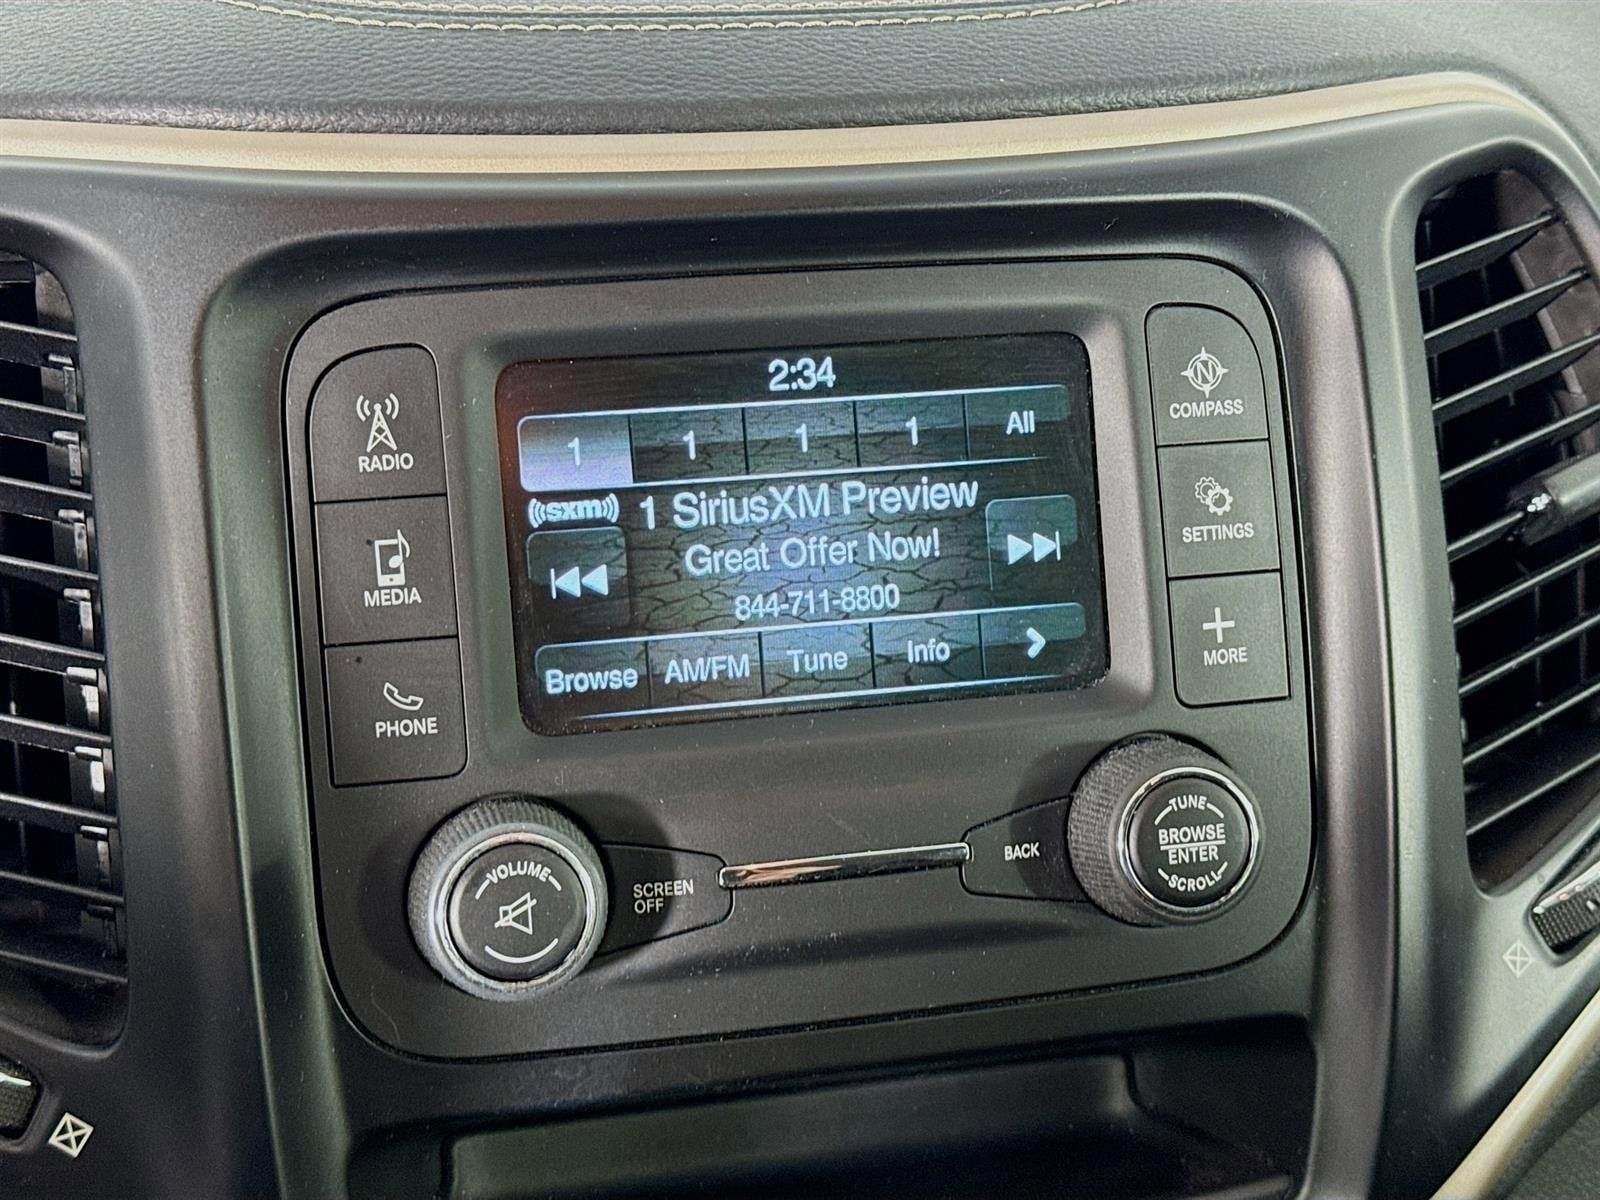 2:34
1 1 1 1 All
((sxm)) 1 SiriusXM Preview
Great Offer Now!
844-711-8800
Browse AM/FM Tune Info
RADIO
MEDIA
PHONE
N
COMPASS
SETTINGS
MORE
VOLUME
SCREEN
OFF
BACK
TUNE
BROWSE
ENTER
SCROLL